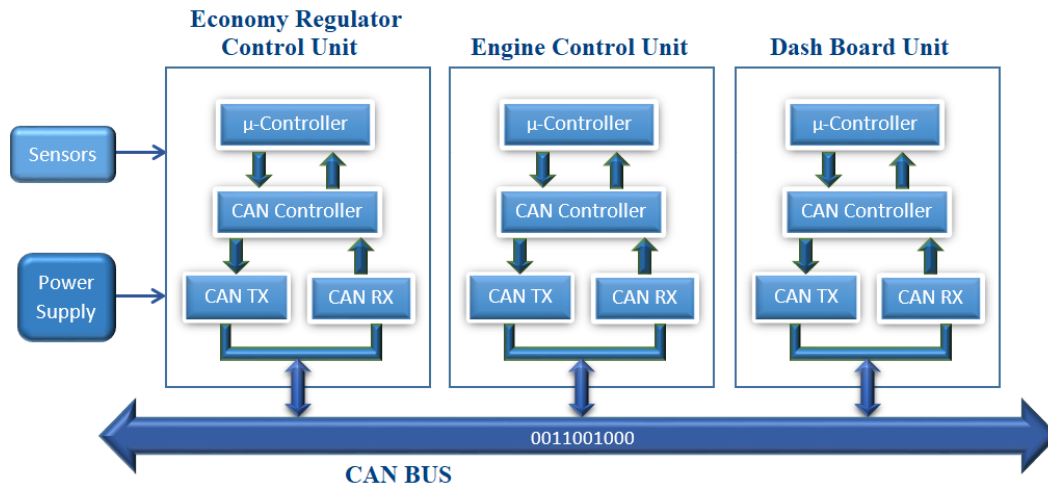 Economy Regulator
Control Unit
Engine Control Unit
Dash Board Unit
Sensors
Power
Supply
μ-Controller
CAN Controller
CAN TX
CAN RX
μ-Controller
CAN Controller
CAN TX
CAN RX
μ-Controller
CAN Controller
CAN TX
CAN RX
0011001000
CAN BUS